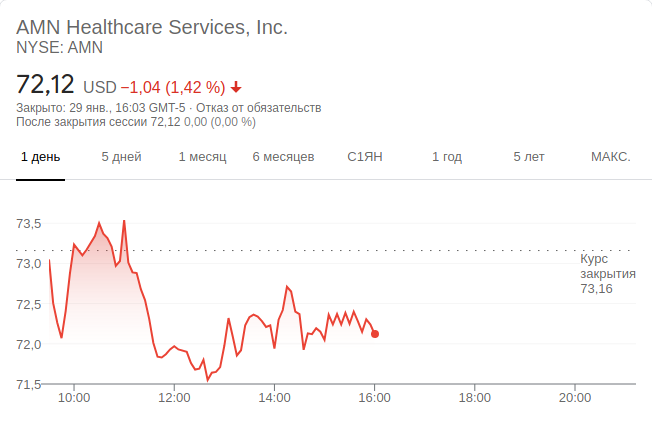 AMN Healthcare Services, Inc.
NYSE: AMN
72,12 USD −1,04 (1,42 %)
Закрыто: 29 янв., 16:03 GMT-5 · Отказ от обязательств
После закрытия сессии 72,12 0,00 (0,00 %)
1 день 5 дней 1 месяц 6 месяцев С1ЯН 1 год 5 лет МАКС.
73,5
73,0
72,5
72,0
71,5
Курс
закрытия
73,16
10:00 12:00 14:00 16:00 18:00 20:00